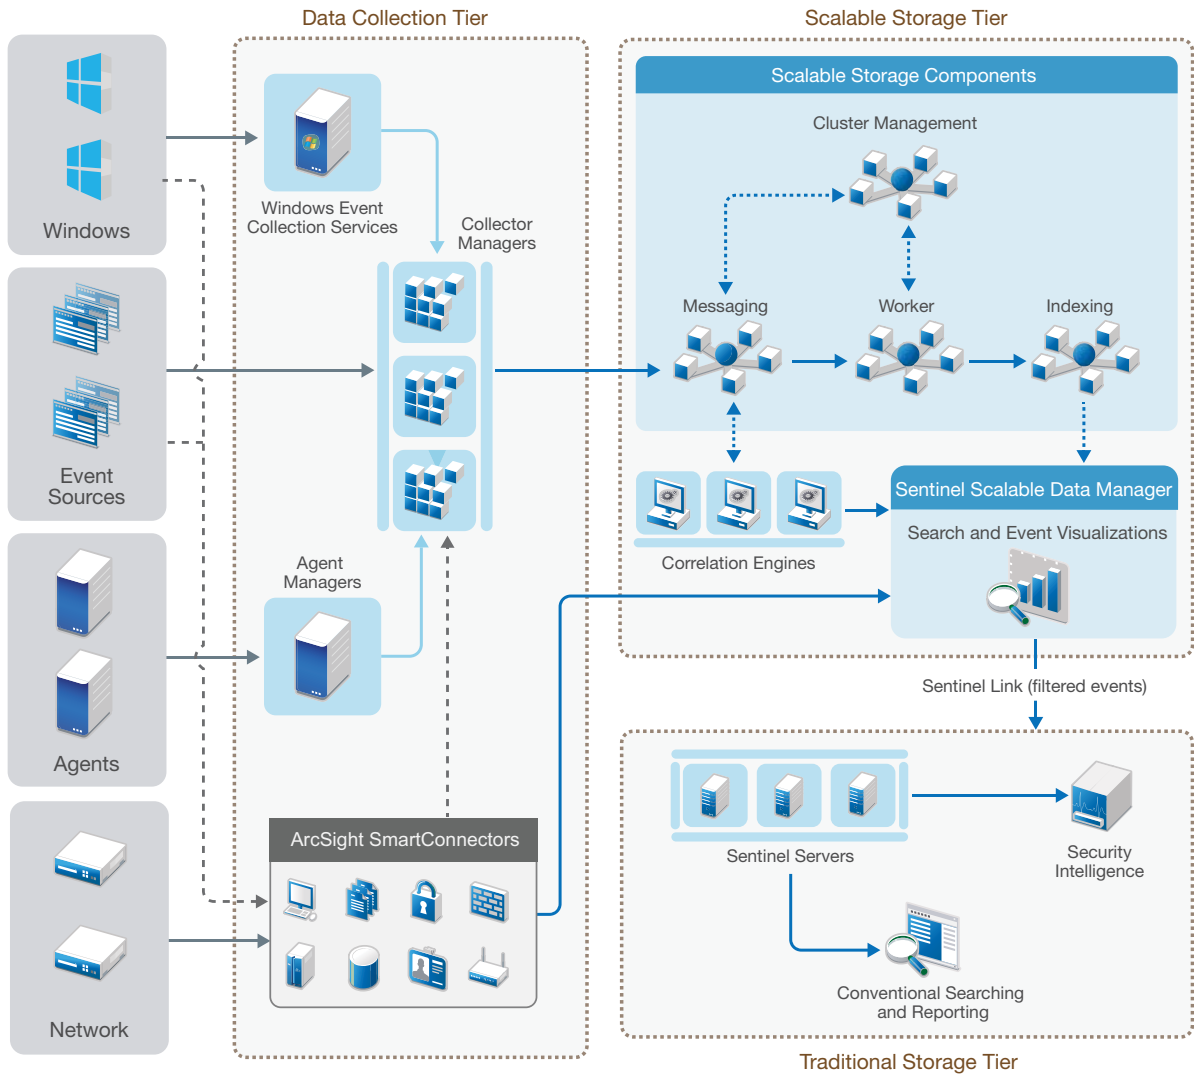 Data Collection Tier
Scalable Storage Tier
Windows
Event
Sources
Agents
Network
Windows Event
Collection Services
Collector
Managers
Agent
Managers
ArcSight SmartConnectors
Scalable Storage Components
Cluster Management
Messaging
Worker
Indexing
Correlation Engines
Sentinel Scalable Data Manager
Search and Event Visualizations
Sentinel Link (filtered events)
Sentinel Servers
Security
Intelligence
Conventional Searching
and Reporting
Traditional Storage Tier